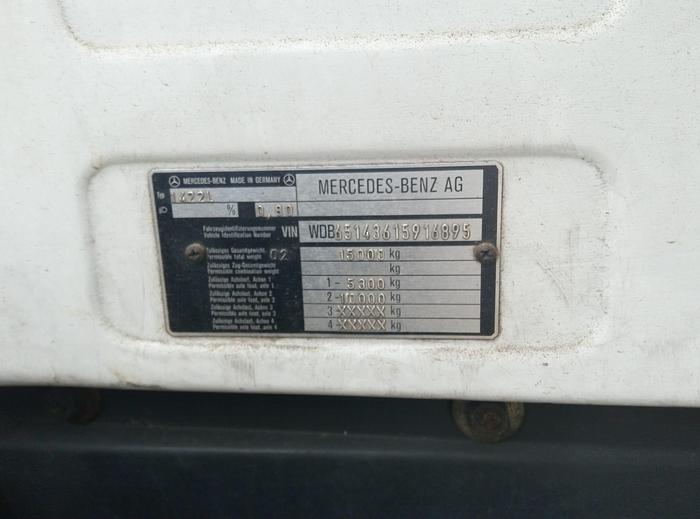 MERCEDES-BENZ MADE IN GERMANY
MERCEDES-BENZ AG
Typ 1422L
% 0,80
Fahrzeugidentifizierungsnummer
Vehicle Identification Number VIN WDB65143615916895
Zulässiges Gesamtgewicht
Permissible total weight 02 15000 kg
Zulässiges Zug-Gesamtgewicht
Permissible combination weight kg
Zulässige Achslast, Achse 1
Permissible axle load, axle 1 1- 5300 kg
Zulässige Achslast, Achse 2
Permissible axle load, axle 2 2- 10000 kg
Zulässige Achslast, Achse 3
Permissible axle load, axle 3 3- XXXXX kg
Zulässige Achslast, Achse 4
Permissible axle load, axle 4 4- XXXXX kg